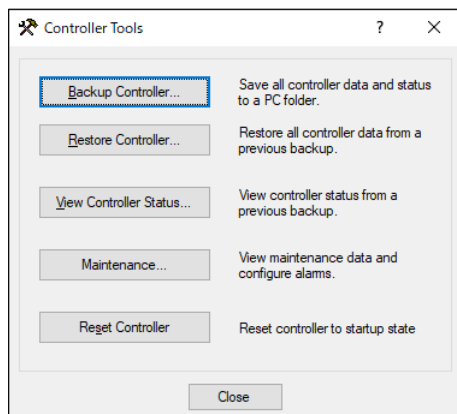 Controller Tools
?
Backup Controller...
Save all controller data and status
to a PC folder.
Restore Controller...
Restore all controller data from a
previous backup.
View Controller Status...
View controller status from a
previous backup.
Maintenance...
View maintenance data and
configure alarms.
Reset Controller
Reset controller to startup state
Close